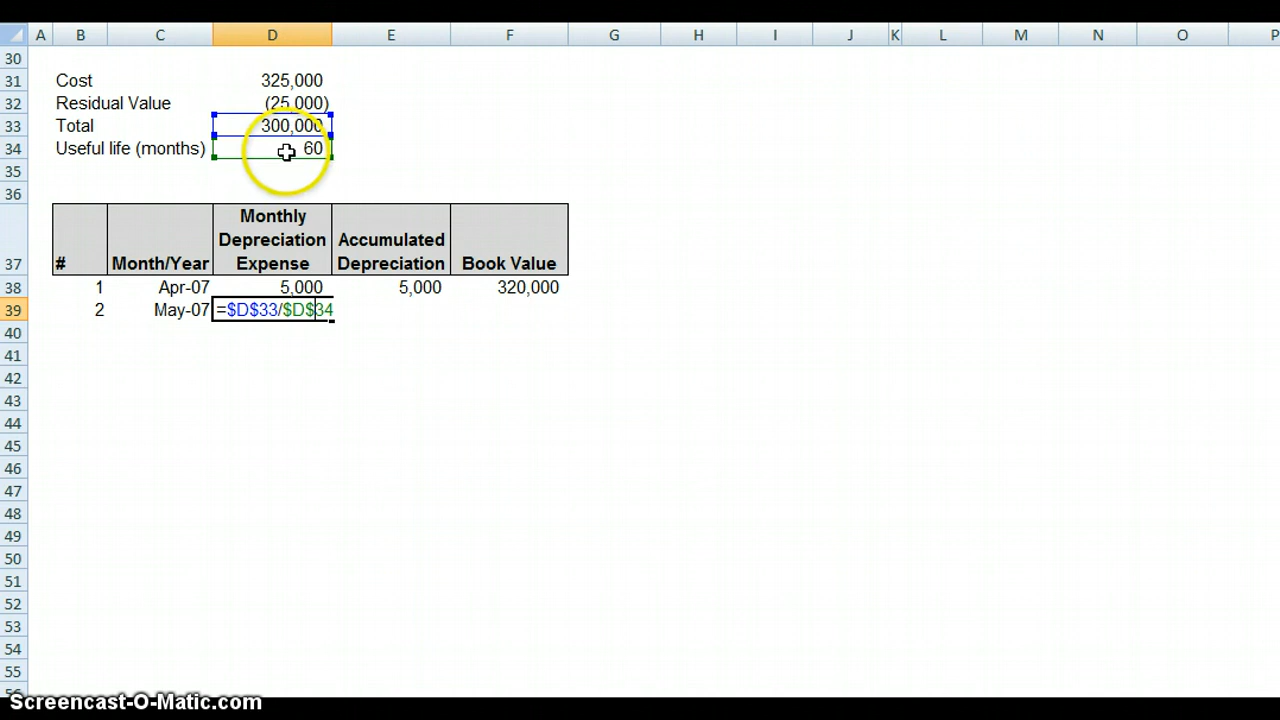 A B C D E F G H I J K L M N O P
30
31 Cost 325,000
32 Residual Value (25,000)
33 Total 300,000
34 Useful life (months) 60
35
36
Monthly
Depreciation Accumulated
37 # Month/Year Expense Depreciation Book Value
38 1 Apr-07 5,000 5,000 320,000
39 2 May-07 =$D$33/$D$34
40
41
42
43
44
45
46
47
48
49
50
51
52
53
54
55
56
Screencast-O-Matic.com